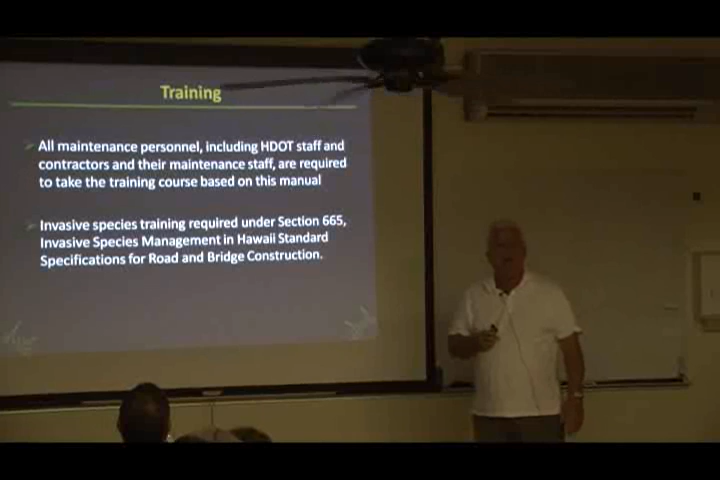 Training
All maintenance personnel, including HDOT staff and
contractors and their maintenance staff, are required
to take the training course based on this manual
Invasive species training required under Section 665,
Invasive Species Management in Hawaii Standard
Specifications for Road and Bridge Construction.